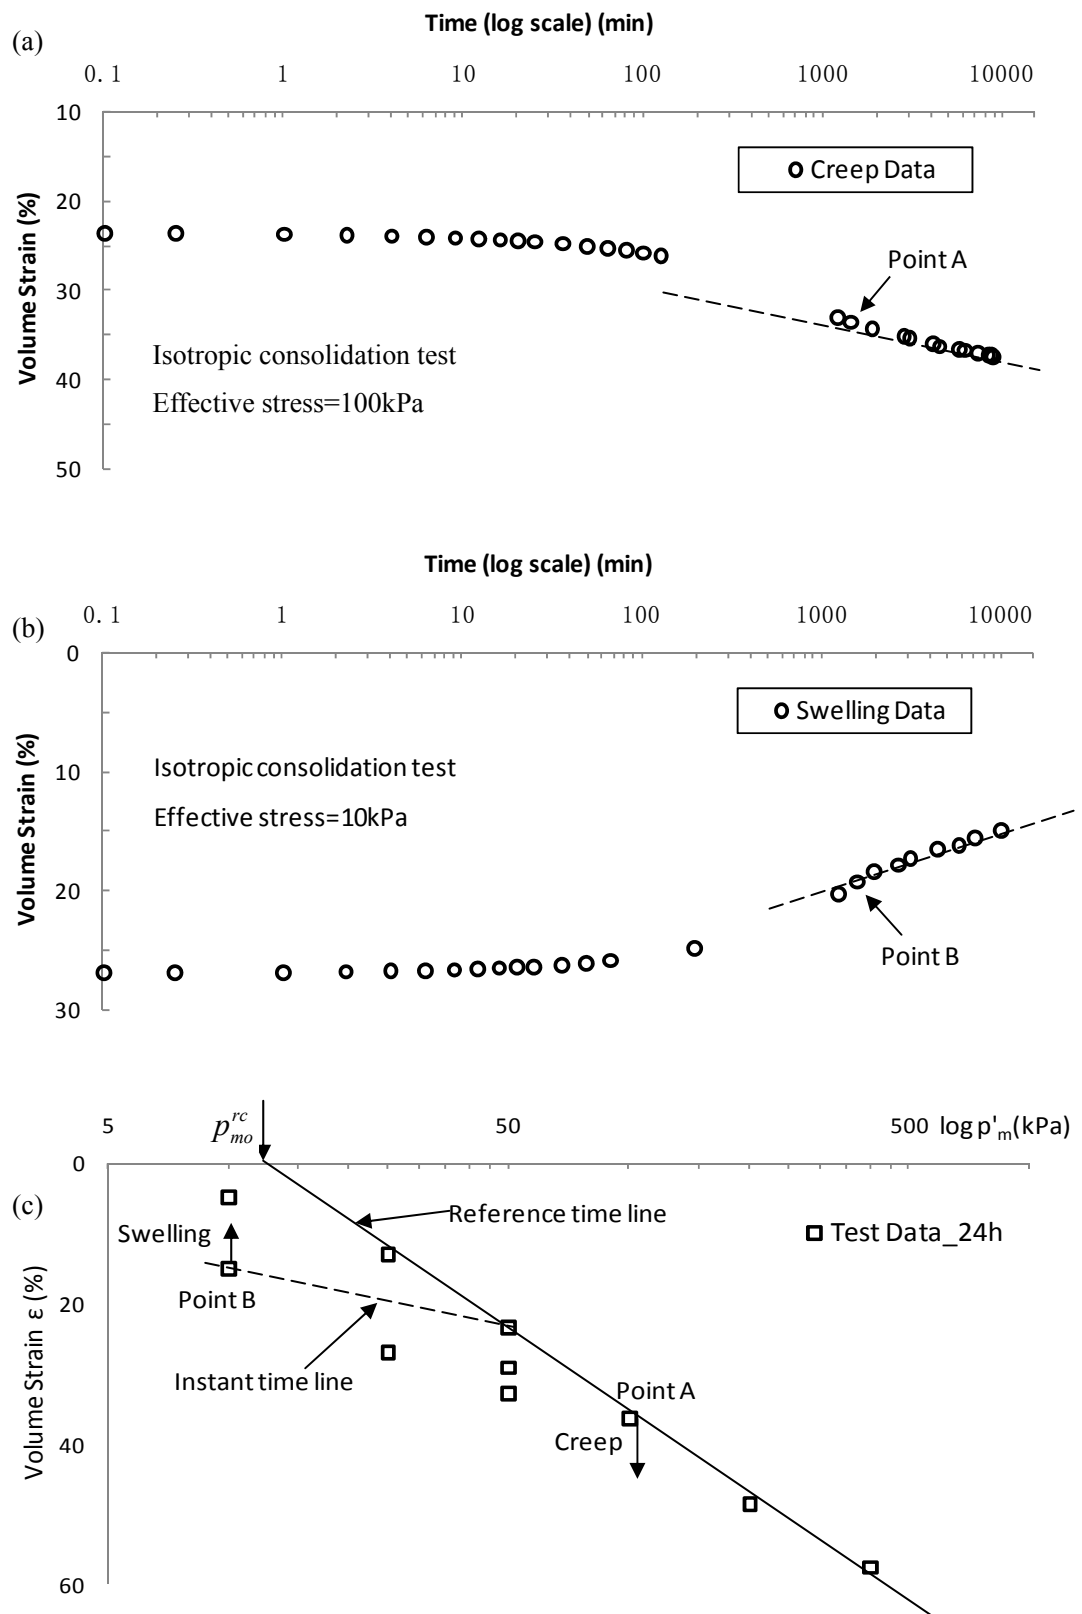 Time (log scale) (min)
(a)
0.1 1 10 100 1000 10000
10
20
30
40
50
Volume Strain (%)
Creep Data
Point A
Isotropic consolidation test
Effective stress=100kPa
Time (log scale) (min)
(b)
0.1 1 10 100 1000 10000
0
10
20
30
Volume Strain (%)
Swelling Data
Isotropic consolidation test
Effective stress=10kPa
Point B
(c)
5 50 500 log p'm(kPa)
p_{mo}^{rc}
0
20
40
60
Volume Strain ε (%)
Reference time line
Test Data_24h
Swelling
Point B
Instant time line
Point A
Creep